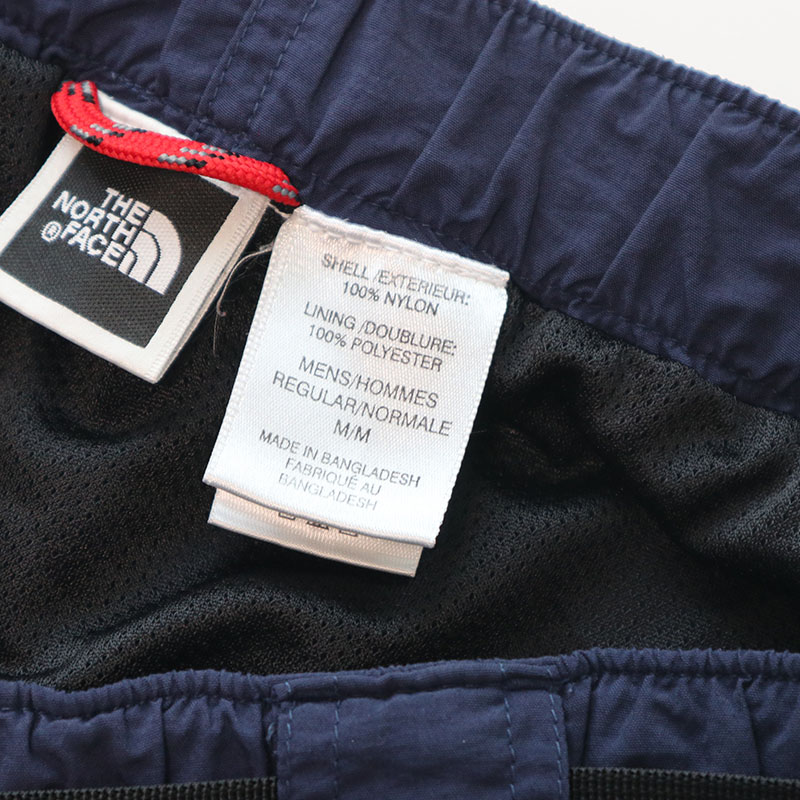 THE
NORTH
FACE
®
SHELL/EXTERIEUR:
100% NYLON
LINING/DOUBLURE:
100% POLYESTER
MENS/HOMMES
REGULAR/NORMALE
M/M
MADE IN BANGLADESH
FABRIQUÉ AU
BANGLADESH